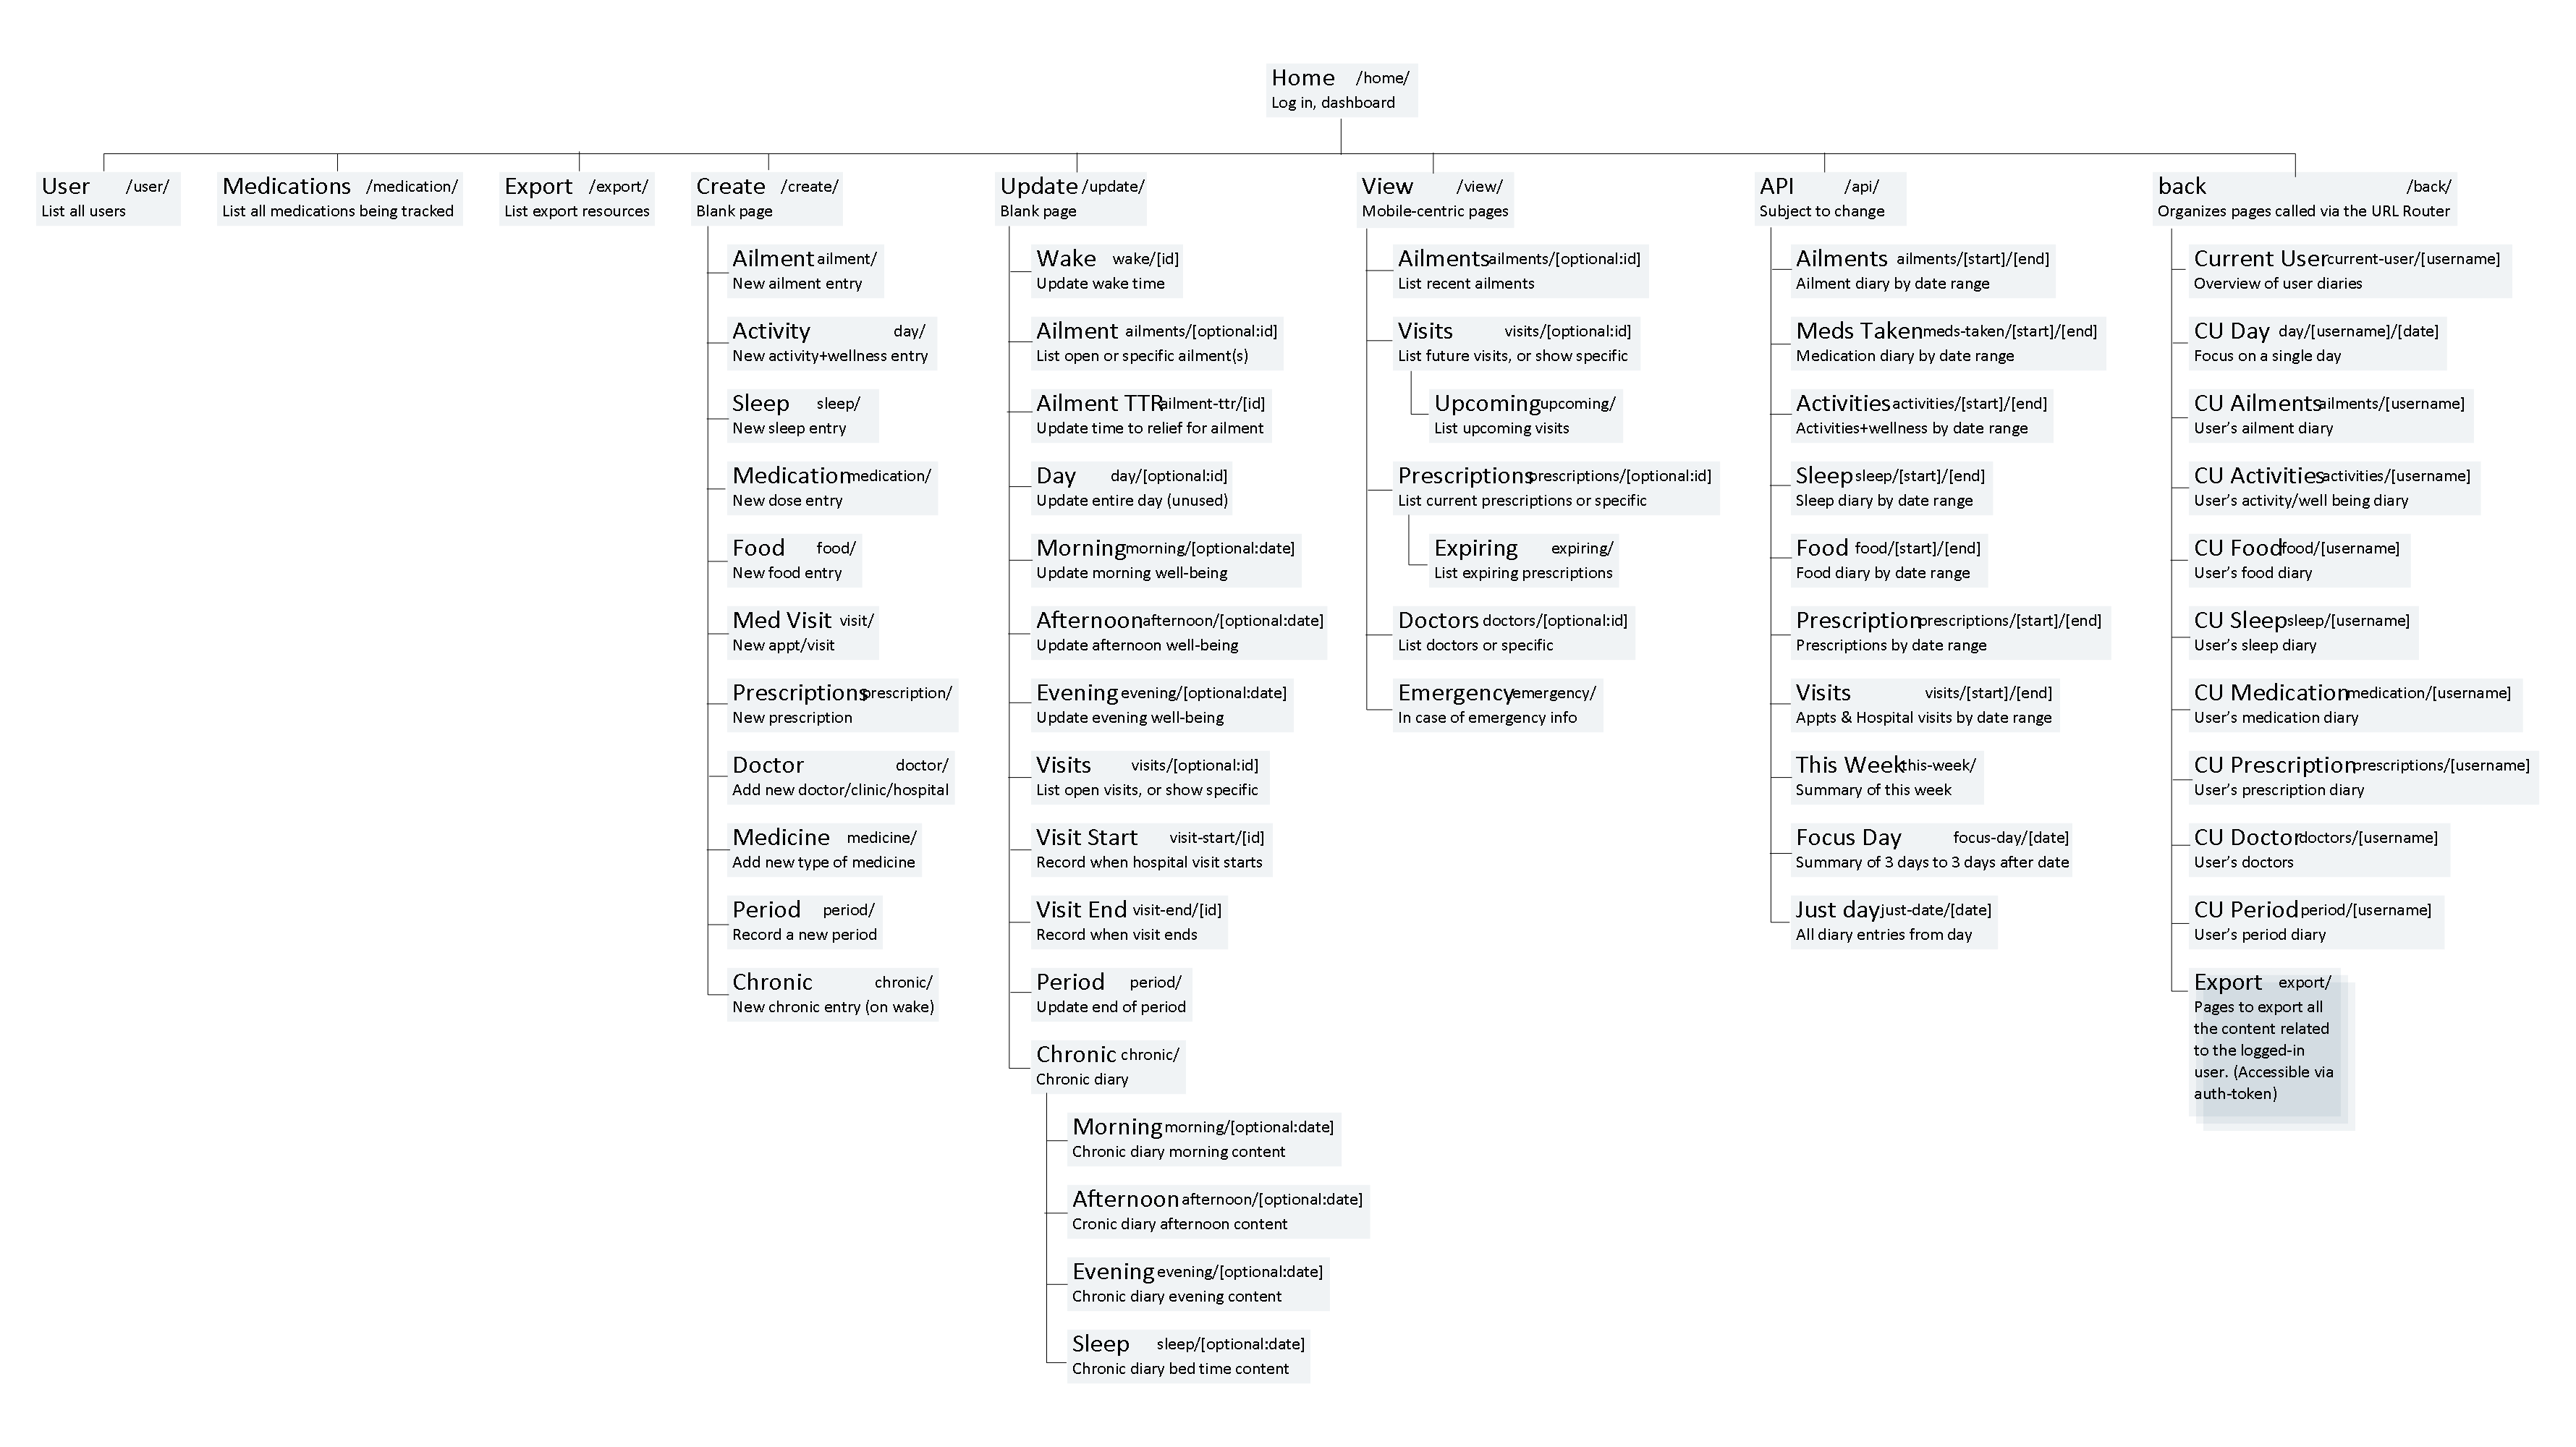 Home /home/
Log in, dashboard
User /user/
List all users
Medications /medication/
List all medications being tracked
Export /export/
List export resources
Create /create/
Blank page
Ailment ailment/
New ailment entry
Activity day/
New activity+wellness entry
Sleep sleep/
New sleep entry
Medication medication/
New dose entry
Food food/
New food entry
Med Visit visit/
New appt/visit
Prescriptions prescription/
New prescription
Doctor doctor/
Add new doctor/clinic/hospital
Medicine medicine/
Add new type of medicine
Period period/
Record a new period
Chronic chronic/
New chronic entry (on wake)
Update /update/
Blank page
Wake wake/[id]
Update wake time
Ailment ailments/[optional:id]
List open or specific ailment(s)
Ailment TTR ailment-ttr/[id]
Update time to relief for ailment
Day day/[optional:id]
Update entire day (unused)
Morning morning/[optional:date]
Update morning well-being
Afternoon afternoon/[optional:date]
Update afternoon well-being
Evening evening/[optional:date]
Update evening well-being
Visits visits/[optional:id]
List open visits, or show specific
Visit Start visit-start/[id]
Record when hospital visit starts
Visit End visit-end/[id]
Record when visit ends
Period period/
Update end of period
Chronic chronic/
Chronic diary
Morning morning/[optional:date]
Chronic diary morning content
Afternoon afternoon/[optional:date]
Cronic diary afternoon content
Evening evening/[optional:date]
Chronic diary evening content
Sleep sleep/[optional:date]
Chronic diary bed time content
View /view/
Mobile-centric pages
Ailments ailments/[optional:id]
List recent ailments
Visits visits/[optional:id]
List future visits, or show specific
Upcoming upcoming/
List upcoming visits
Prescriptions prescriptions/[optional:id]
List current prescriptions or specific
Expiring expiring/
List expiring prescriptions
Doctors doctors/[optional:id]
List doctors or specific
Emergency emergency/
In case of emergency info
API /api/
Subject to change
Ailments ailments/[start]/[end]
Ailment diary by date range
Meds Taken meds-taken/[start]/[end]
Medication diary by date range
Activities activities/[start]/[end]
Activities+wellness by date range
Sleep sleep/[start]/[end]
Sleep diary by date range
Food food/[start]/[end]
Food diary by date range
Prescription prescriptions/[start]/[end]
Prescriptions by date range
Visits visits/[start]/[end]
Appts & Hospital visits by date range
This Week this-week/
Summary of this week
Focus Day focus-day/[date]
Summary of 3 days to 3 days after date
Just day just-date/[date]
All diary entries from day
back /back/
Organizes pages called via the URL Router
Current User current-user/[username]
Overview of user diaries
CU Day day/[username]/[date]
Focus on a single day
CU Ailments ailments/[username]
User's ailment diary
CU Activities activities/[username]
User's activity/well being diary
CU Food food/[username]
User's food diary
CU Sleep sleep/[username]
User's sleep diary
CU Medication medication/[username]
User's medication diary
CU Prescription prescriptions/[username]
User's prescription diary
CU Doctor doctors/[username]
User's doctors
CU Period period/[username]
User's period diary
Export export/
Pages to export all
the content related
to the logged-in
user. (Accessible via
auth-token)